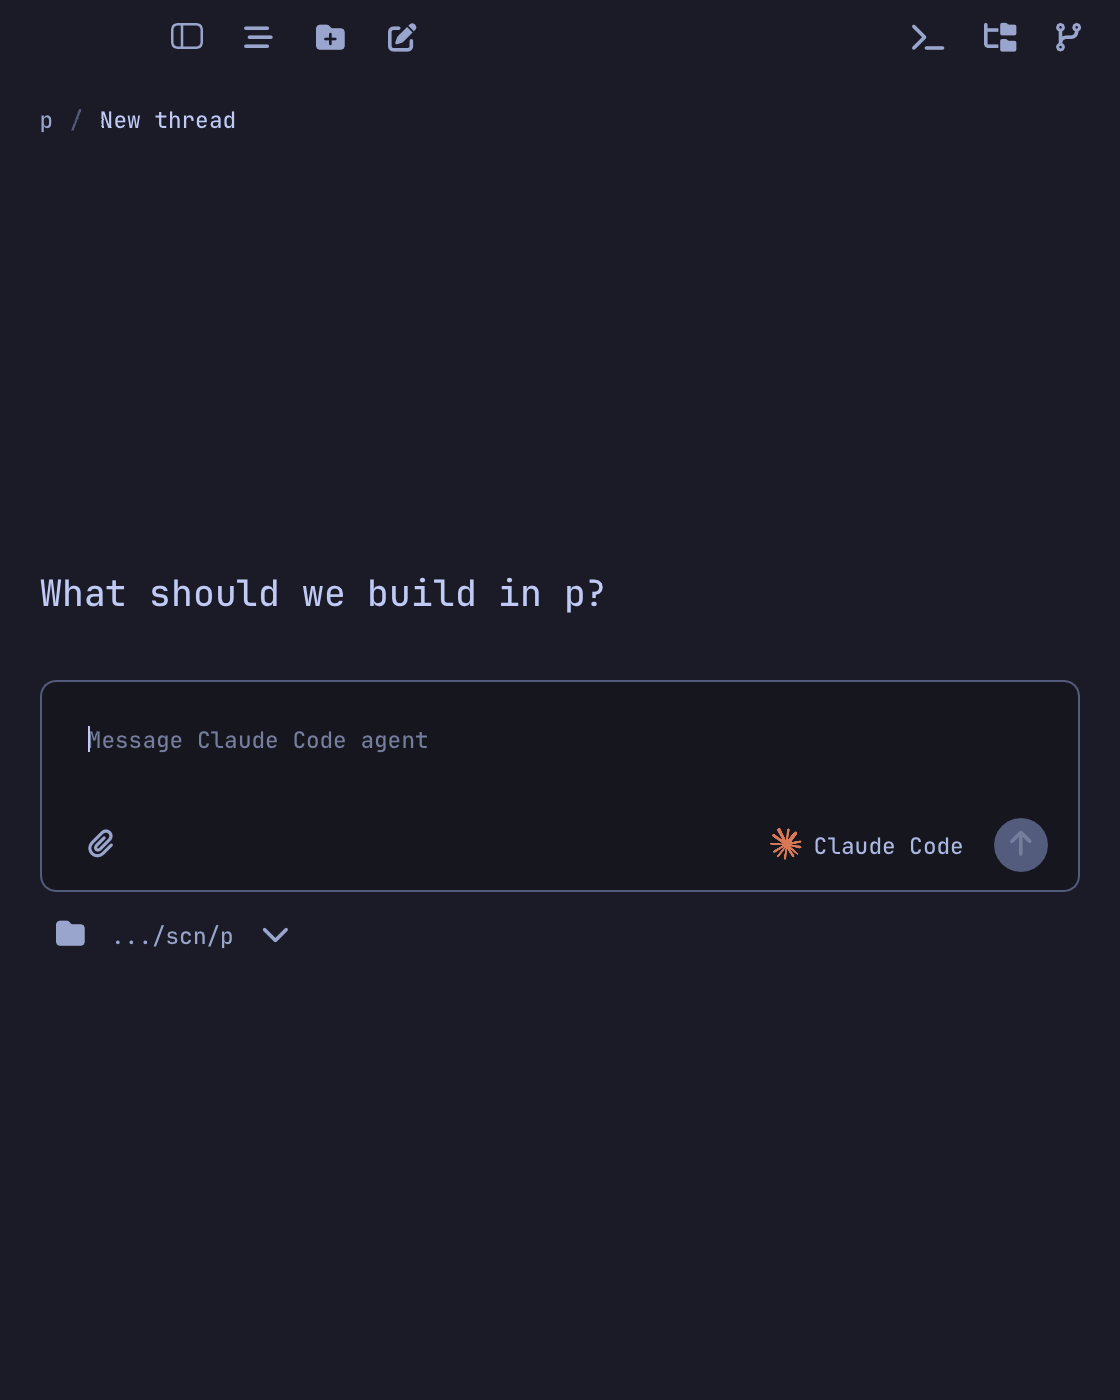 p / New thread
What should we build in p?
Message Claude Code agent
Claude Code
.../scn/p